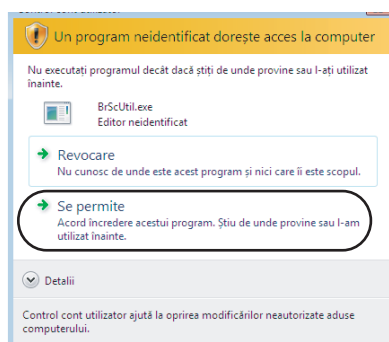 Un program neidentificat dorește acces la computer
Nu executați programul decât dacă știți de unde provine sau l-ați utilizat
înainte.
BrScUtil.exe
Editor neidentificat
Revocare
Nu cunosc de unde este acest program și nici care îi este scopul.
Se permite
Acord încredere acestui program. Știu de unde provine sau l-am
utilizat înainte.
Detalii
Control cont utilizator ajută la oprirea modificărilor neautorizate aduse
computerului.